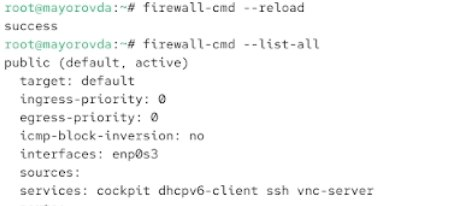 root@mayorovda:~# firewall-cmd --reload
success
root@mayorovda:~# firewall-cmd --list-all
public (default, active)
  target: default
  ingress-priority: 0
  egress-priority: 0
  icmp-block-inversion: no
  interfaces: enp0s3
  sources:
  services: cockpit dhcpv6-client ssh vnc-server